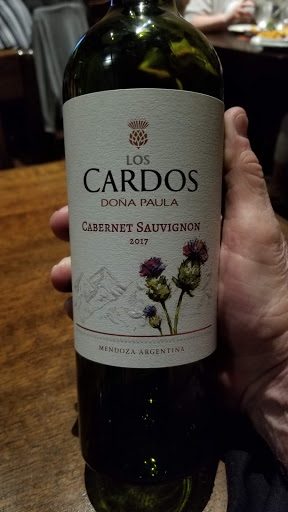 LOS
CARDOS
DOÑA PAULA
CABERNET SAUVIGNON
2017
MENDOZA ARGENTINA